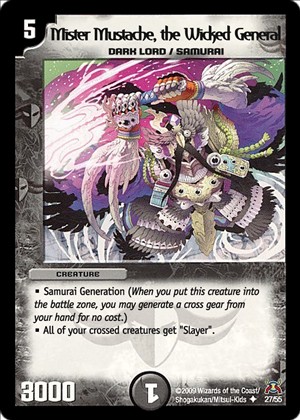 5
Mister Mustache, the Wicked General
DARK LORD / SAMURAI
CREATURE
▪ Samurai Generation (When you put this creature into
the battle zone, you may generate a cross gear
from your hand for no cost.)
▪ All of your crossed creatures get "Slayer".
3000
1
©2009 Wizards of the Coast/
Shogakukan/Mitsui-Kids
27/55